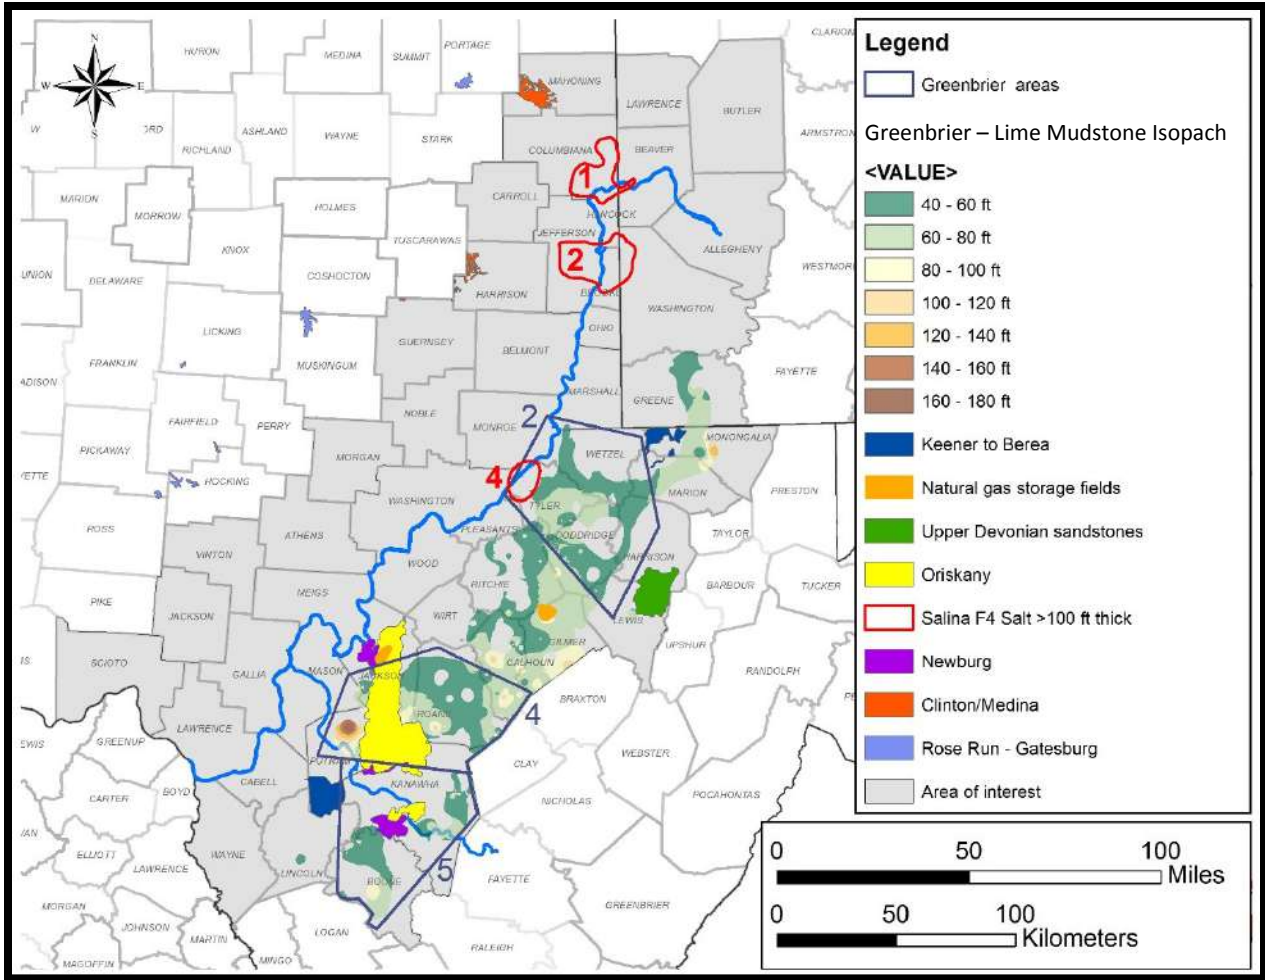 N
W
E
S
HURON
MEDINA
SUMMIT
PORTAGE
MAHONING
LAWRENCE
BUTLER
CLARION
ARMSTRON
W
ORD
RICHLAND
ASHLAND
WAYNE
STARK
COLUMBIANA
BEAVER
1
MARION
MORROW
HOLMES
CARROLL
HANCOCK
JEFFERSON
TUSCARAWAS
ALLEGHENY
KNOX
UNION
DELAWARE
COSHOCTON
2
HARRISON
WESTMOR
WASHINGTON
LICKING
OHIO
GUERNSEY
BELMONT
FRANKLIN
MUSKINGUM
ADISON
MARSHALL
GREENE
FAYETTE
FAIRFIELD
PERRY
NOBLE
2
MONROE
MONONGALIA
PICKAWAY
MORGAN
WETZEL
YETTE
HOCKING
4
WASHINGTON
TYLER
MARION
PRESTON
ROSS
ATHENS
PLEASANTS
DODDRIDGE
TAYLOR
VINTON
WOOD
HARRISON
RITCHIE
BARBOUR
TUCKER
PIKE
JACKSON
MEIGS
WIRT
LEWIS
GILMER
UPSHUR
SCIOTO
GALLIA
MASON
JACKSON
CALHOUN
RANDOLPH
BRAXTON
ROANE
4
LAWRENCE
GREENUP
EWIS
PUTNAM
CLAY
WEBSTER
CABELL
KANAWHA
CARTER
BOYD
NICHOLAS
POCAHONTAS
ELLIOTT
LAWRENCE
WAYNE
LINCOLN
BOONE
5
FAYETTE
MORGAN
GREENBRIER
JOHNSON
MARTIN
LOGAN
RALEIGH
MAGOFFIN
MINGO
Legend
Greenbrier areas
Greenbrier – Lime Mudstone Isopach
<VALUE>
40 - 60 ft
60 - 80 ft
80 - 100 ft
100 - 120 ft
120 - 140 ft
140 - 160 ft
160 - 180 ft
Keener to Berea
Natural gas storage fields
Upper Devonian sandstones
Oriskany
Salina F4 Salt >100 ft thick
Newburg
Clinton/Medina
Rose Run - Gatesburg
Area of interest
0 50 100
Miles
0 50 100
Kilometers